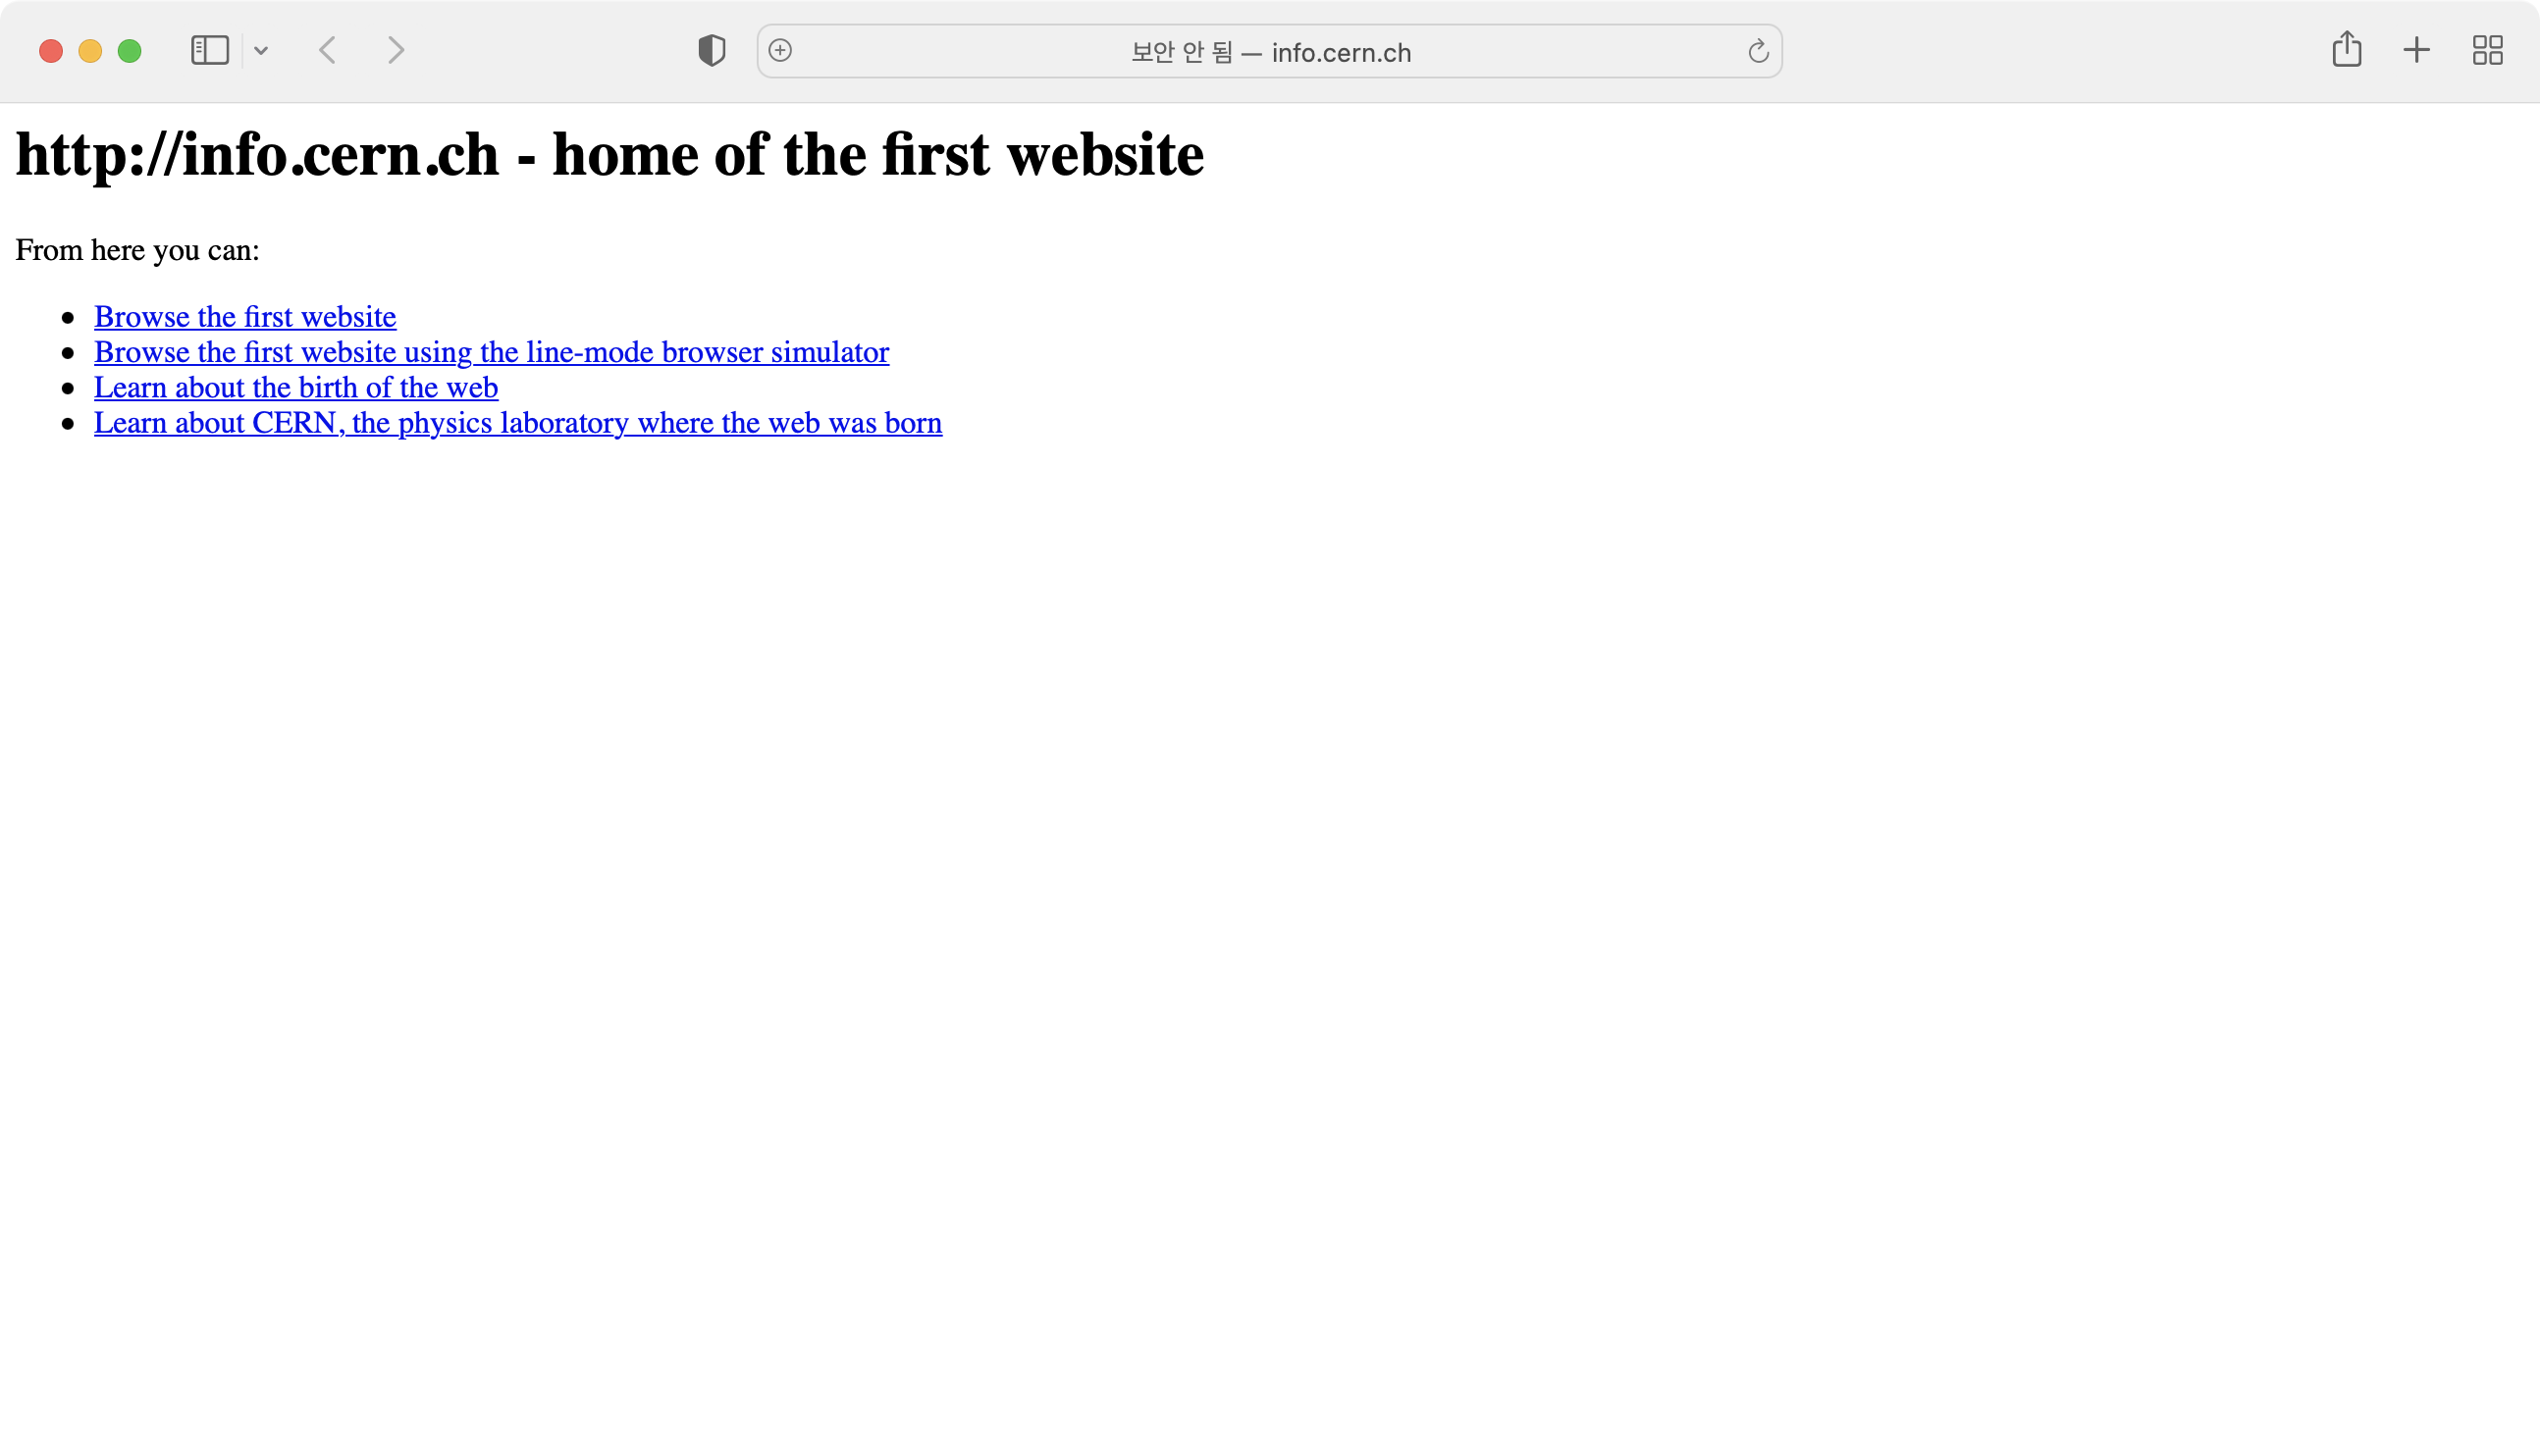 보안 안 됨 — info.cern.ch
http://info.cern.ch - home of the first website
From here you can:
Browse the first website
Browse the first website using the line-mode browser simulator
Learn about the birth of the web
Learn about CERN, the physics laboratory where the web was born